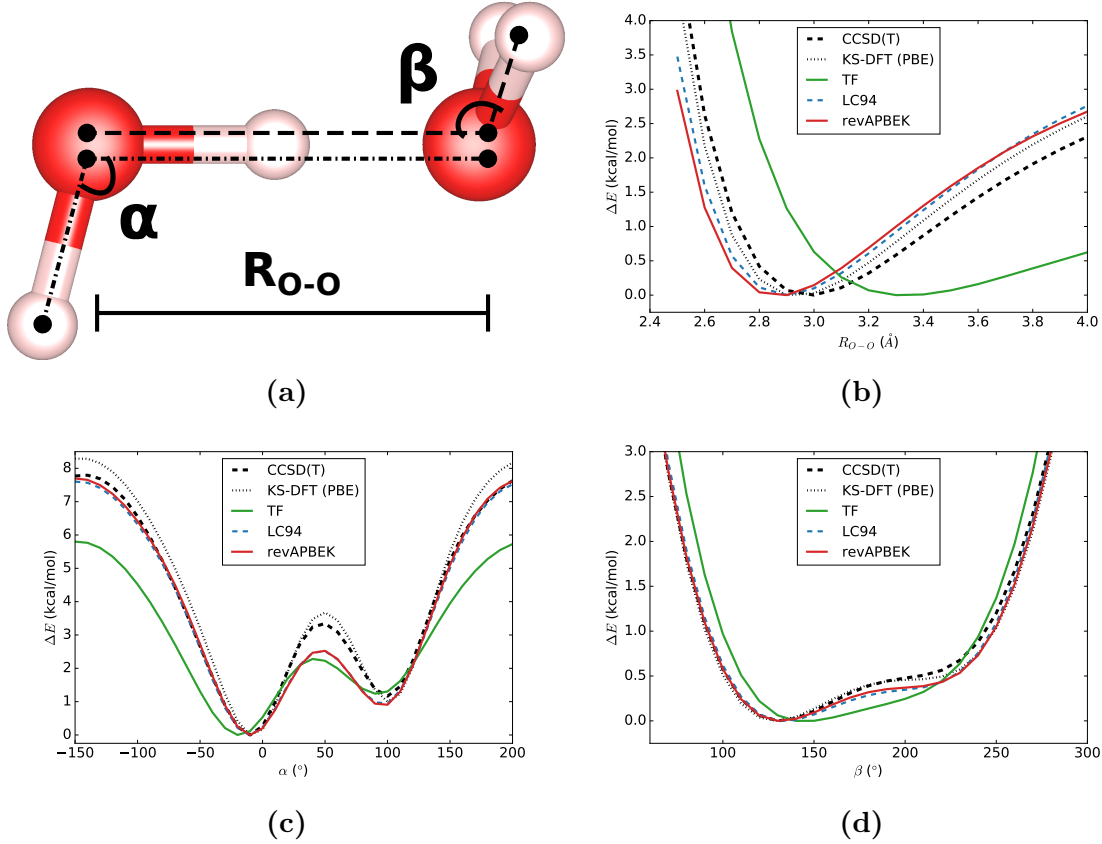 β
α
R_{O-O}
(a)
4.0
3.5
3.0
2.5
2.0
1.5
1.0
0.5
0.0
ΔE (kcal/mol)
CCSD(T)
KS-DFT (PBE)
TF
LC94
revAPBEK
2.4 2.6 2.8 3.0 3.2 3.4 3.6 3.8 4.0
R_{O-O} (Å)
(b)
8
7
6
5
4
3
2
1
0
ΔE (kcal/mol)
CCSD(T)
KS-DFT (PBE)
TF
LC94
revAPBEK
−150 −100 −50 0 50 100 150 200
α (°)
(c)
3.0
2.5
2.0
1.5
1.0
0.5
0.0
ΔE (kcal/mol)
CCSD(T)
KS-DFT (PBE)
TF
LC94
revAPBEK
100 150 200 250 300
β (°)
(d)